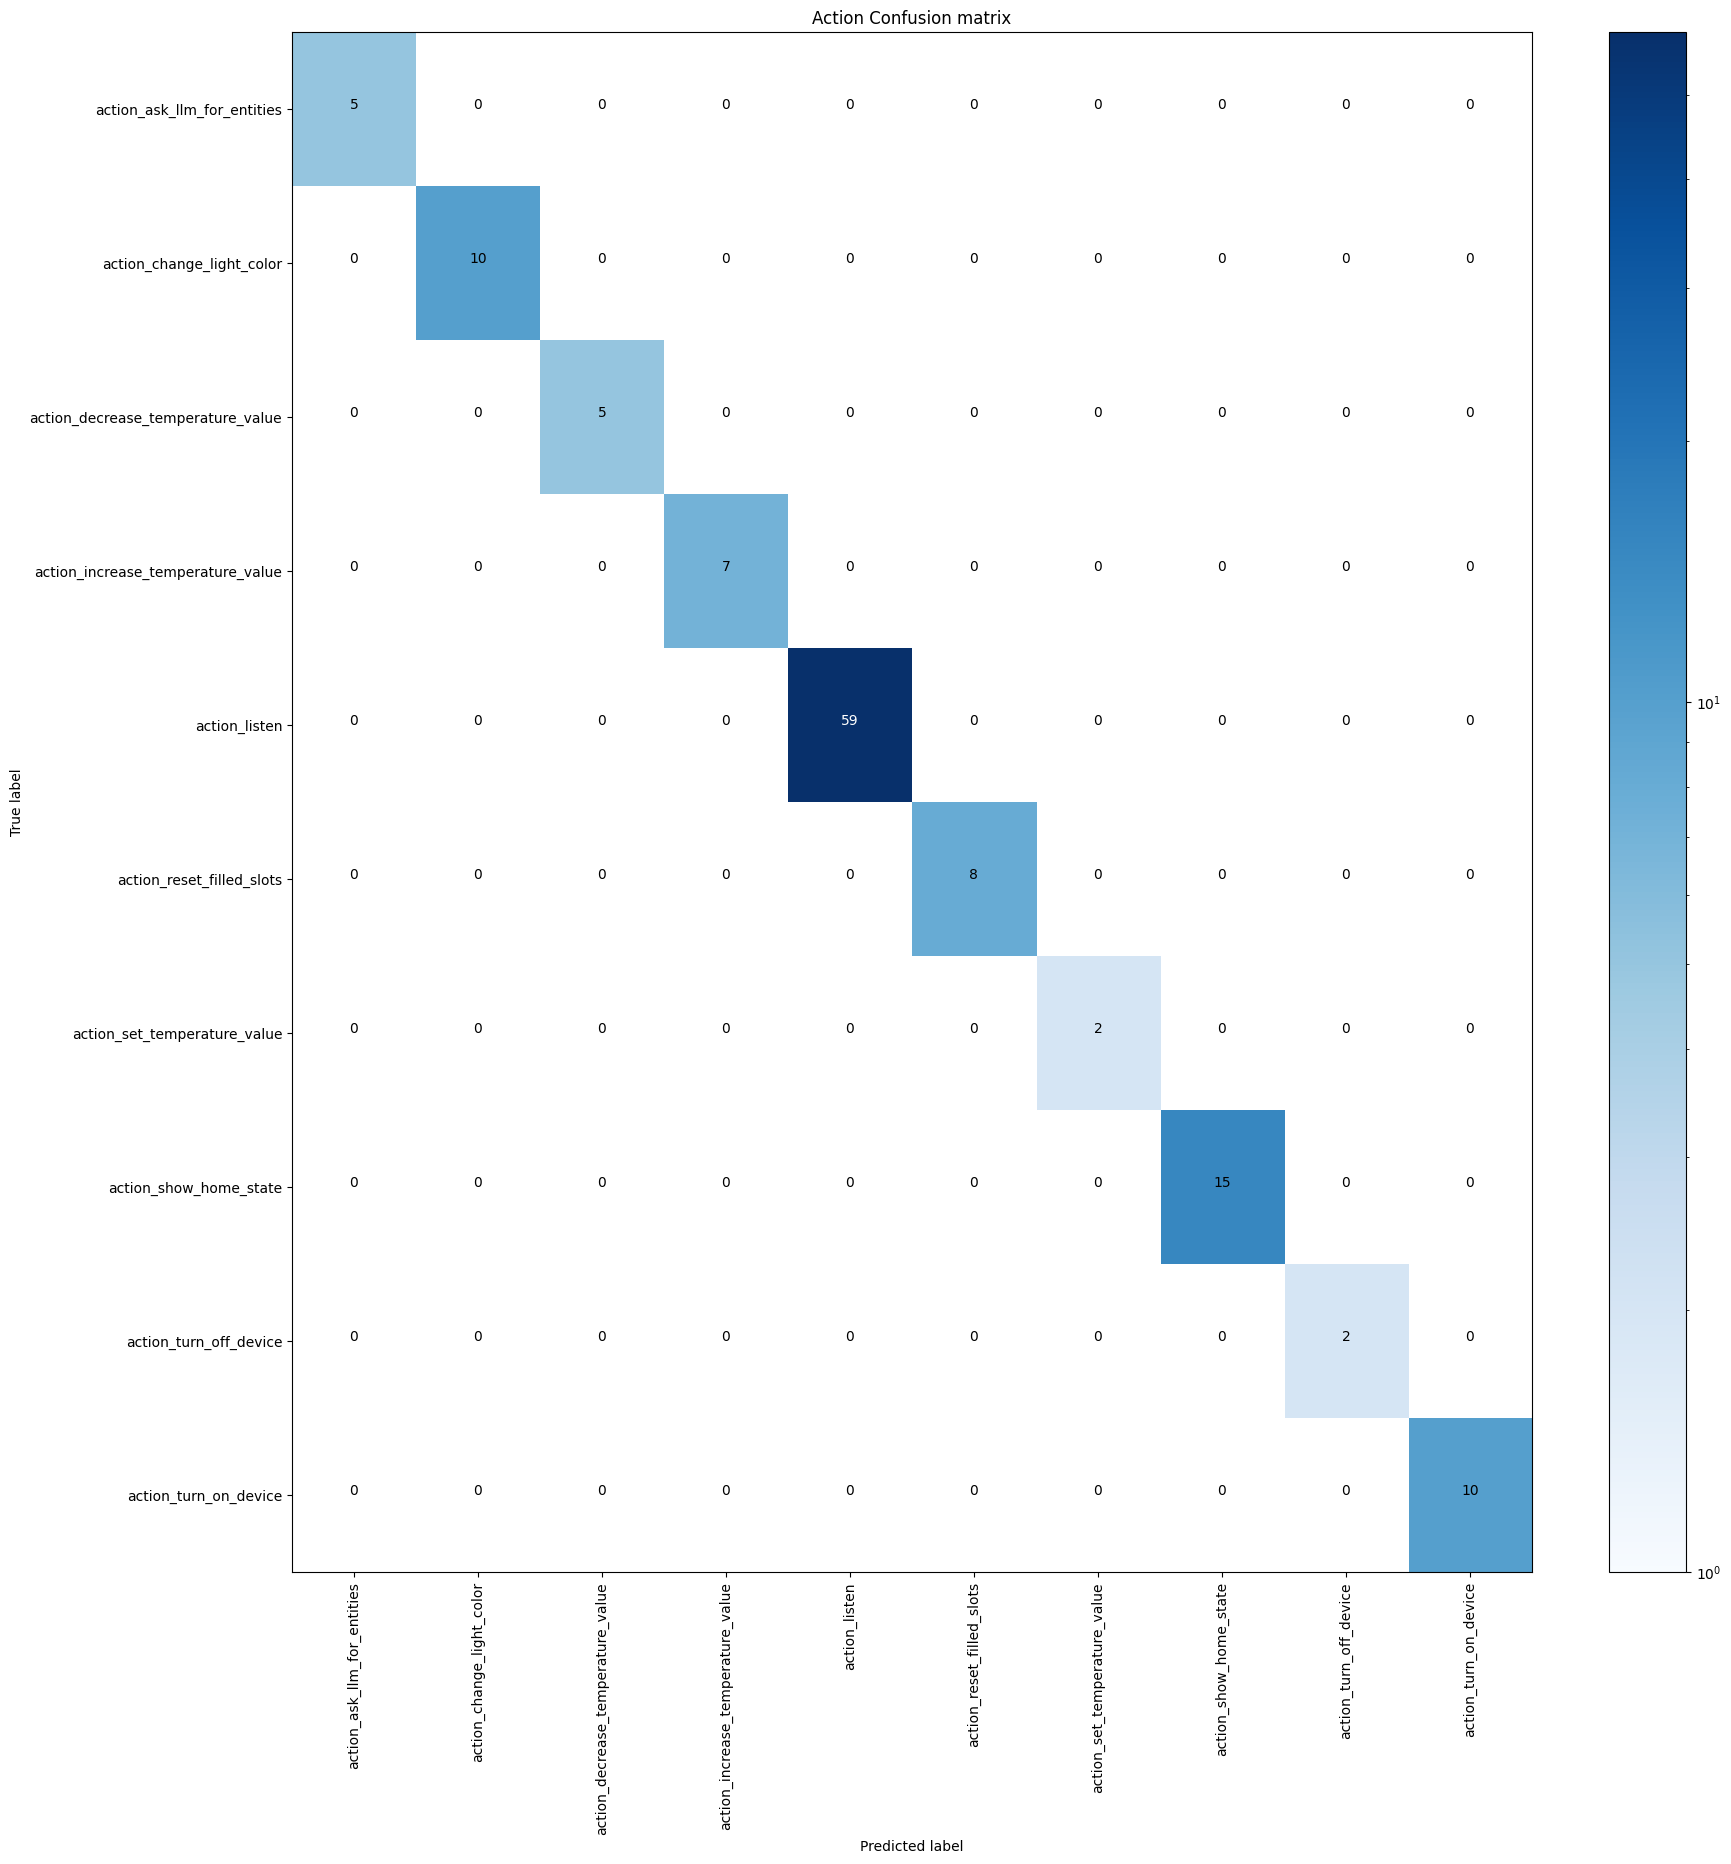 Action Confusion matrix
action_ask_llm_for_entities 5 0 0 0 0 0 0 0 0 0
action_change_light_color 0 10 0 0 0 0 0 0 0 0
action_decrease_temperature_value 0 0 5 0 0 0 0 0 0 0
action_increase_temperature_value 0 0 0 7 0 0 0 0 0 0
action_listen 0 0 0 0 59 0 0 0 0 0
action_reset_filled_slots 0 0 0 0 0 8 0 0 0 0
action_set_temperature_value 0 0 0 0 0 0 2 0 0 0
action_show_home_state 0 0 0 0 0 0 0 15 0 0
action_turn_off_device 0 0 0 0 0 0 0 0 2 0
action_turn_on_device 0 0 0 0 0 0 0 0 0 10
True label
action_ask_llm_for_entities
action_change_light_color
action_decrease_temperature_value
action_increase_temperature_value
action_listen
action_reset_filled_slots
action_set_temperature_value
action_show_home_state
action_turn_off_device
action_turn_on_device
Predicted label
10¹
10⁰